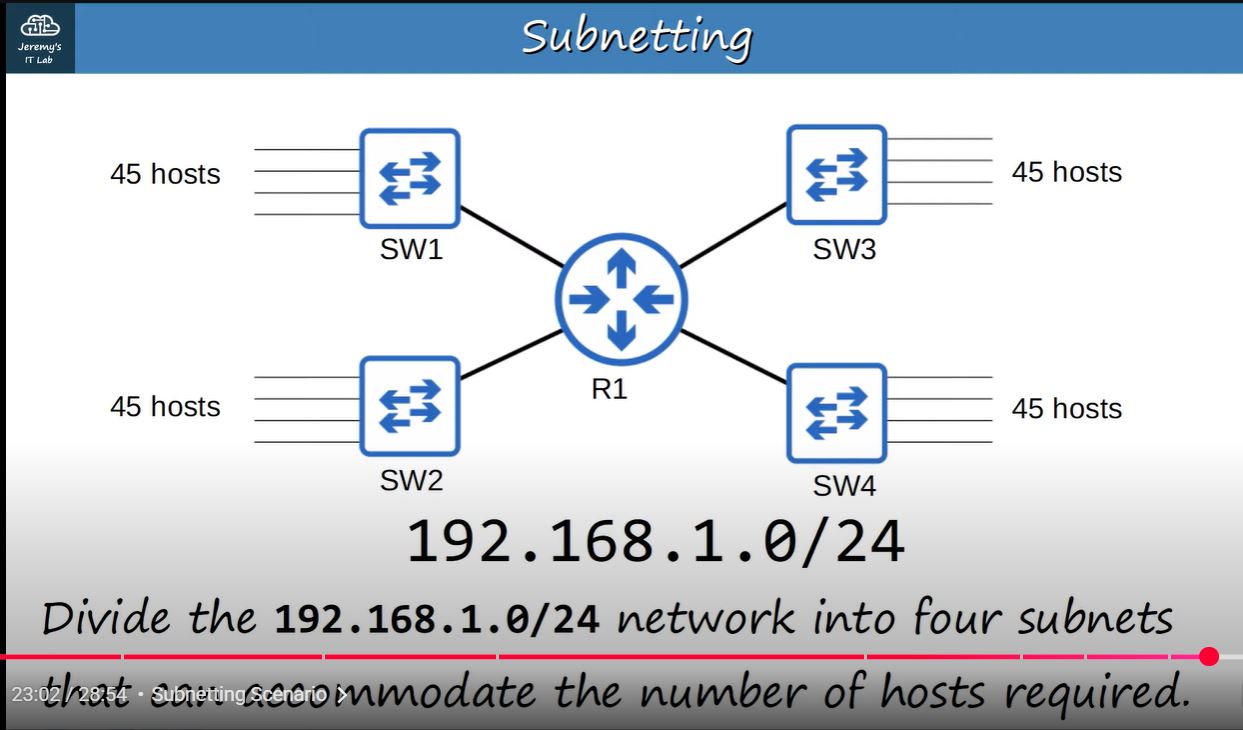 Jeremy's
IT Lab
Subnetting
45 hosts
45 hosts
SW1
SW3
R1
45 hosts
45 hosts
SW2
SW4
192.168.1.0/24
Divide the 192.168.1.0/24 network into four subnets
that can accommodate the number of hosts required.
23:02 / 28:54 • Subnetting Scenario >